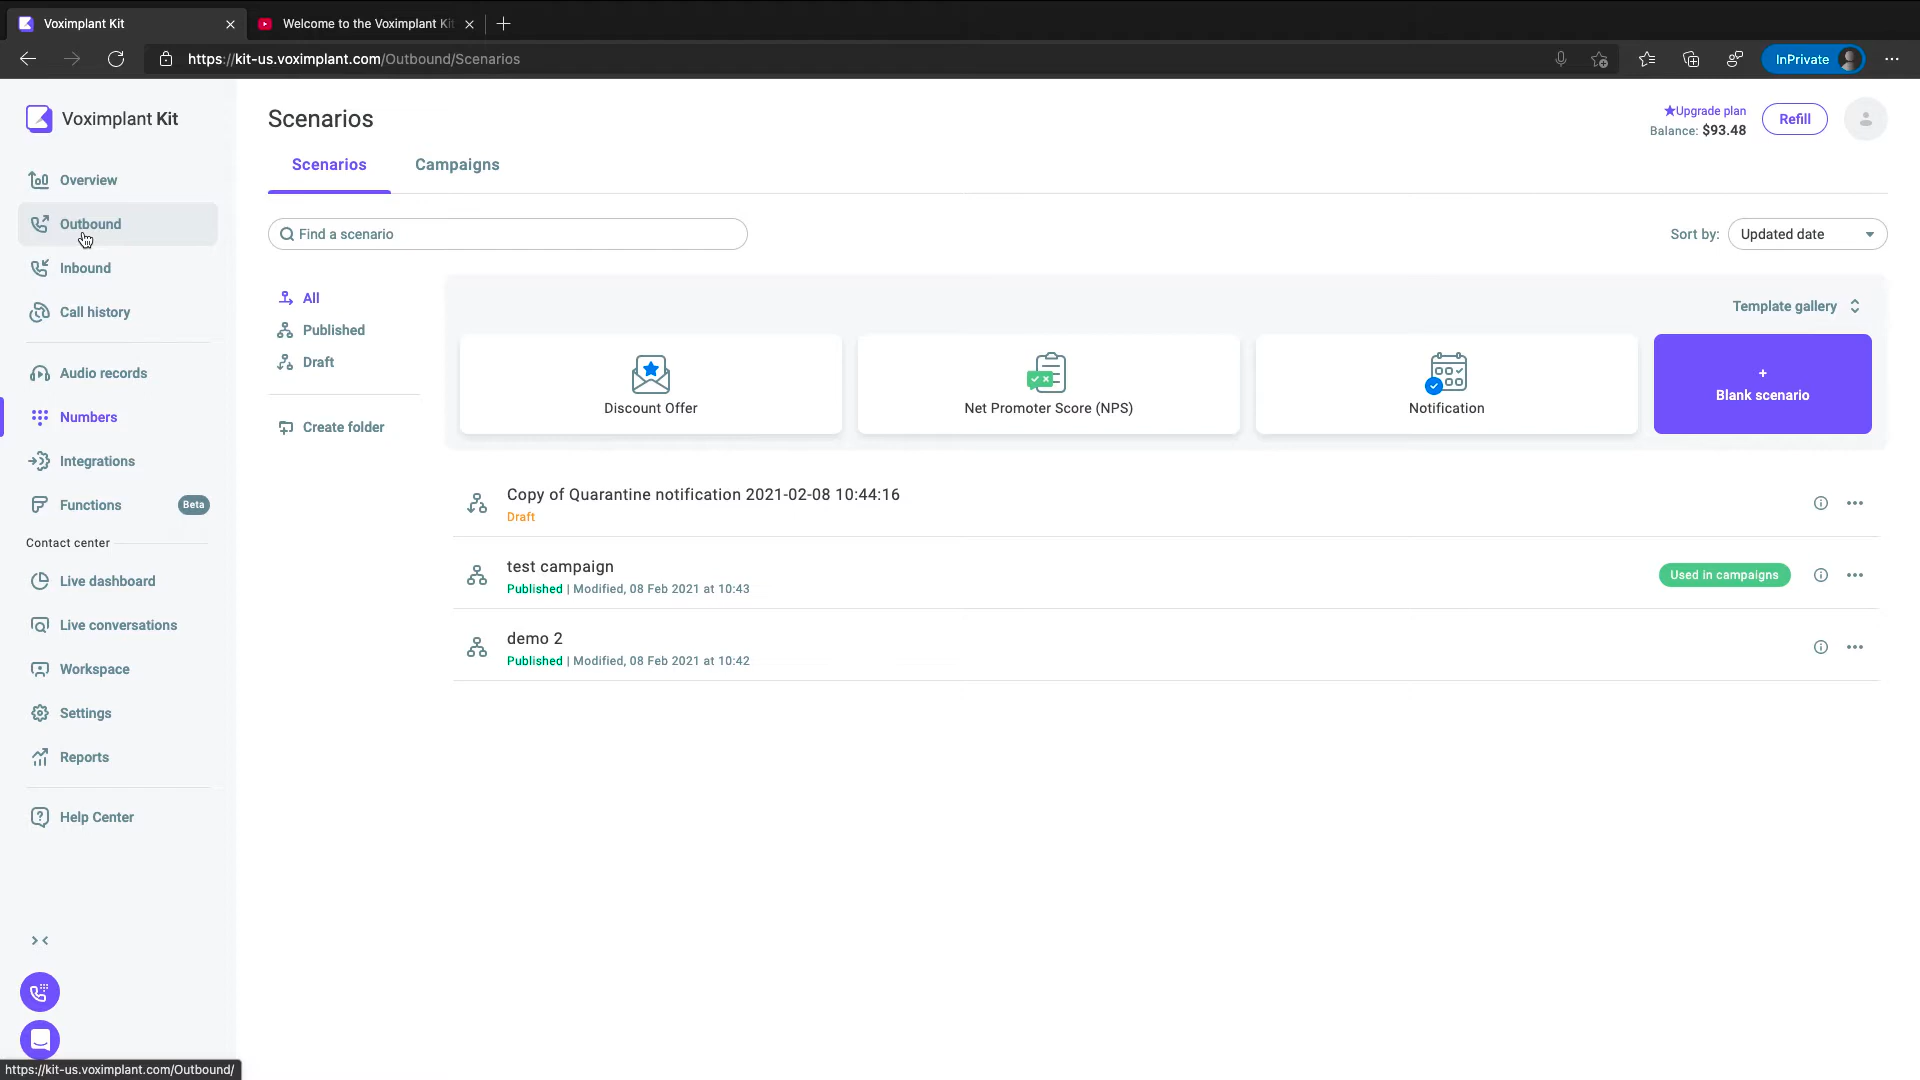 Voximplant Kit
Welcome to the Voximplant Kit
https://kit-us.voximplant.com/Outbound/Scenarios
InPrivate
Voximplant Kit
Overview
Outbound
Inbound
Call history
Audio records
Numbers
Integrations
Functions Beta
Contact center
Live dashboard
Live conversations
Workspace
Settings
Reports
Help Center
https://kit-us.voximplant.com/Outbound/
Scenarios
Upgrade plan
Balance: $93.48
Refill
Scenarios Campaigns
Find a scenario
Sort by: Updated date
All
Published
Draft
Create folder
Template gallery
Discount Offer
Net Promoter Score (NPS)
Notification
+
Blank scenario
Copy of Quarantine notification 2021-02-08 10:44:16
Draft
test campaign
Published | Modified, 08 Feb 2021 at 10:43
Used in campaigns
demo 2
Published | Modified, 08 Feb 2021 at 10:42